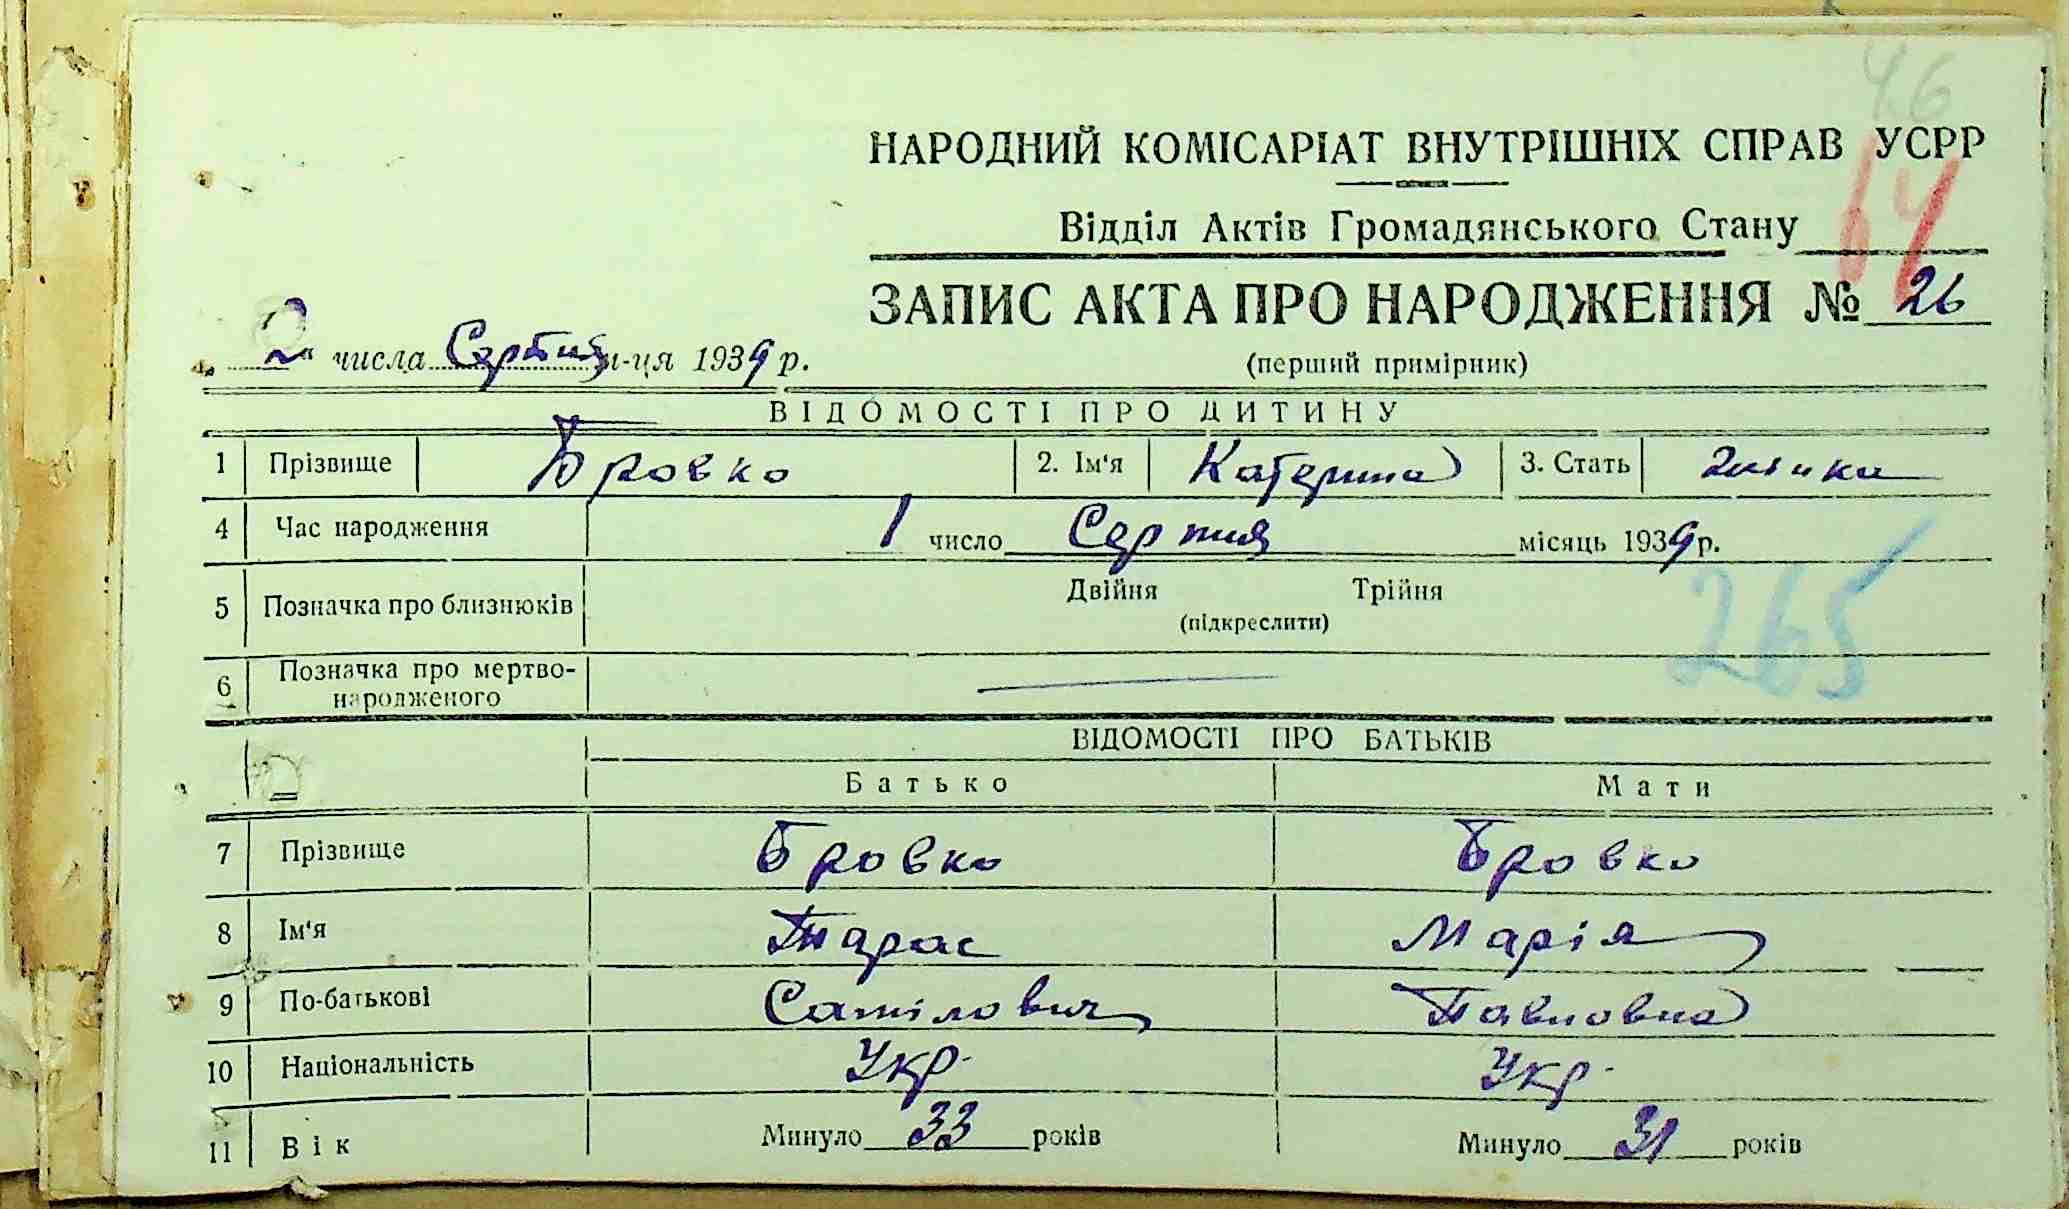 46
НАРОДНИЙ КОМІСАРІАТ ВНУТРІШНІХ СПРАВ УСРР
64
Відділ Актів Громадянського Стану
ЗАПИС АКТА ПРО НАРОДЖЕННЯ № 26
"2" числа Серпня м-ця 1939 р.
(перший примірник)
ВІДОМОСТІ ПРО ДИТИНУ
1 Прізвище Бровко 2. Ім'я Катерина 3. Стать
4 Час народження 1 число Серпня місяць 1939 р.
5 Позначка про близнюків Двійня Трійня
(підкреслити)
265
6 Позначка про мертво-
народженого
ВІДОМОСТІ ПРО БАТЬКІВ
Батько Мати
7 Прізвище Бровко Бровко
8 Ім'я Тарас Марія
9 По-батькові Павловна
10 Національність Укр. Укр.
11 Вік Минуло 33 років Минуло 31 років